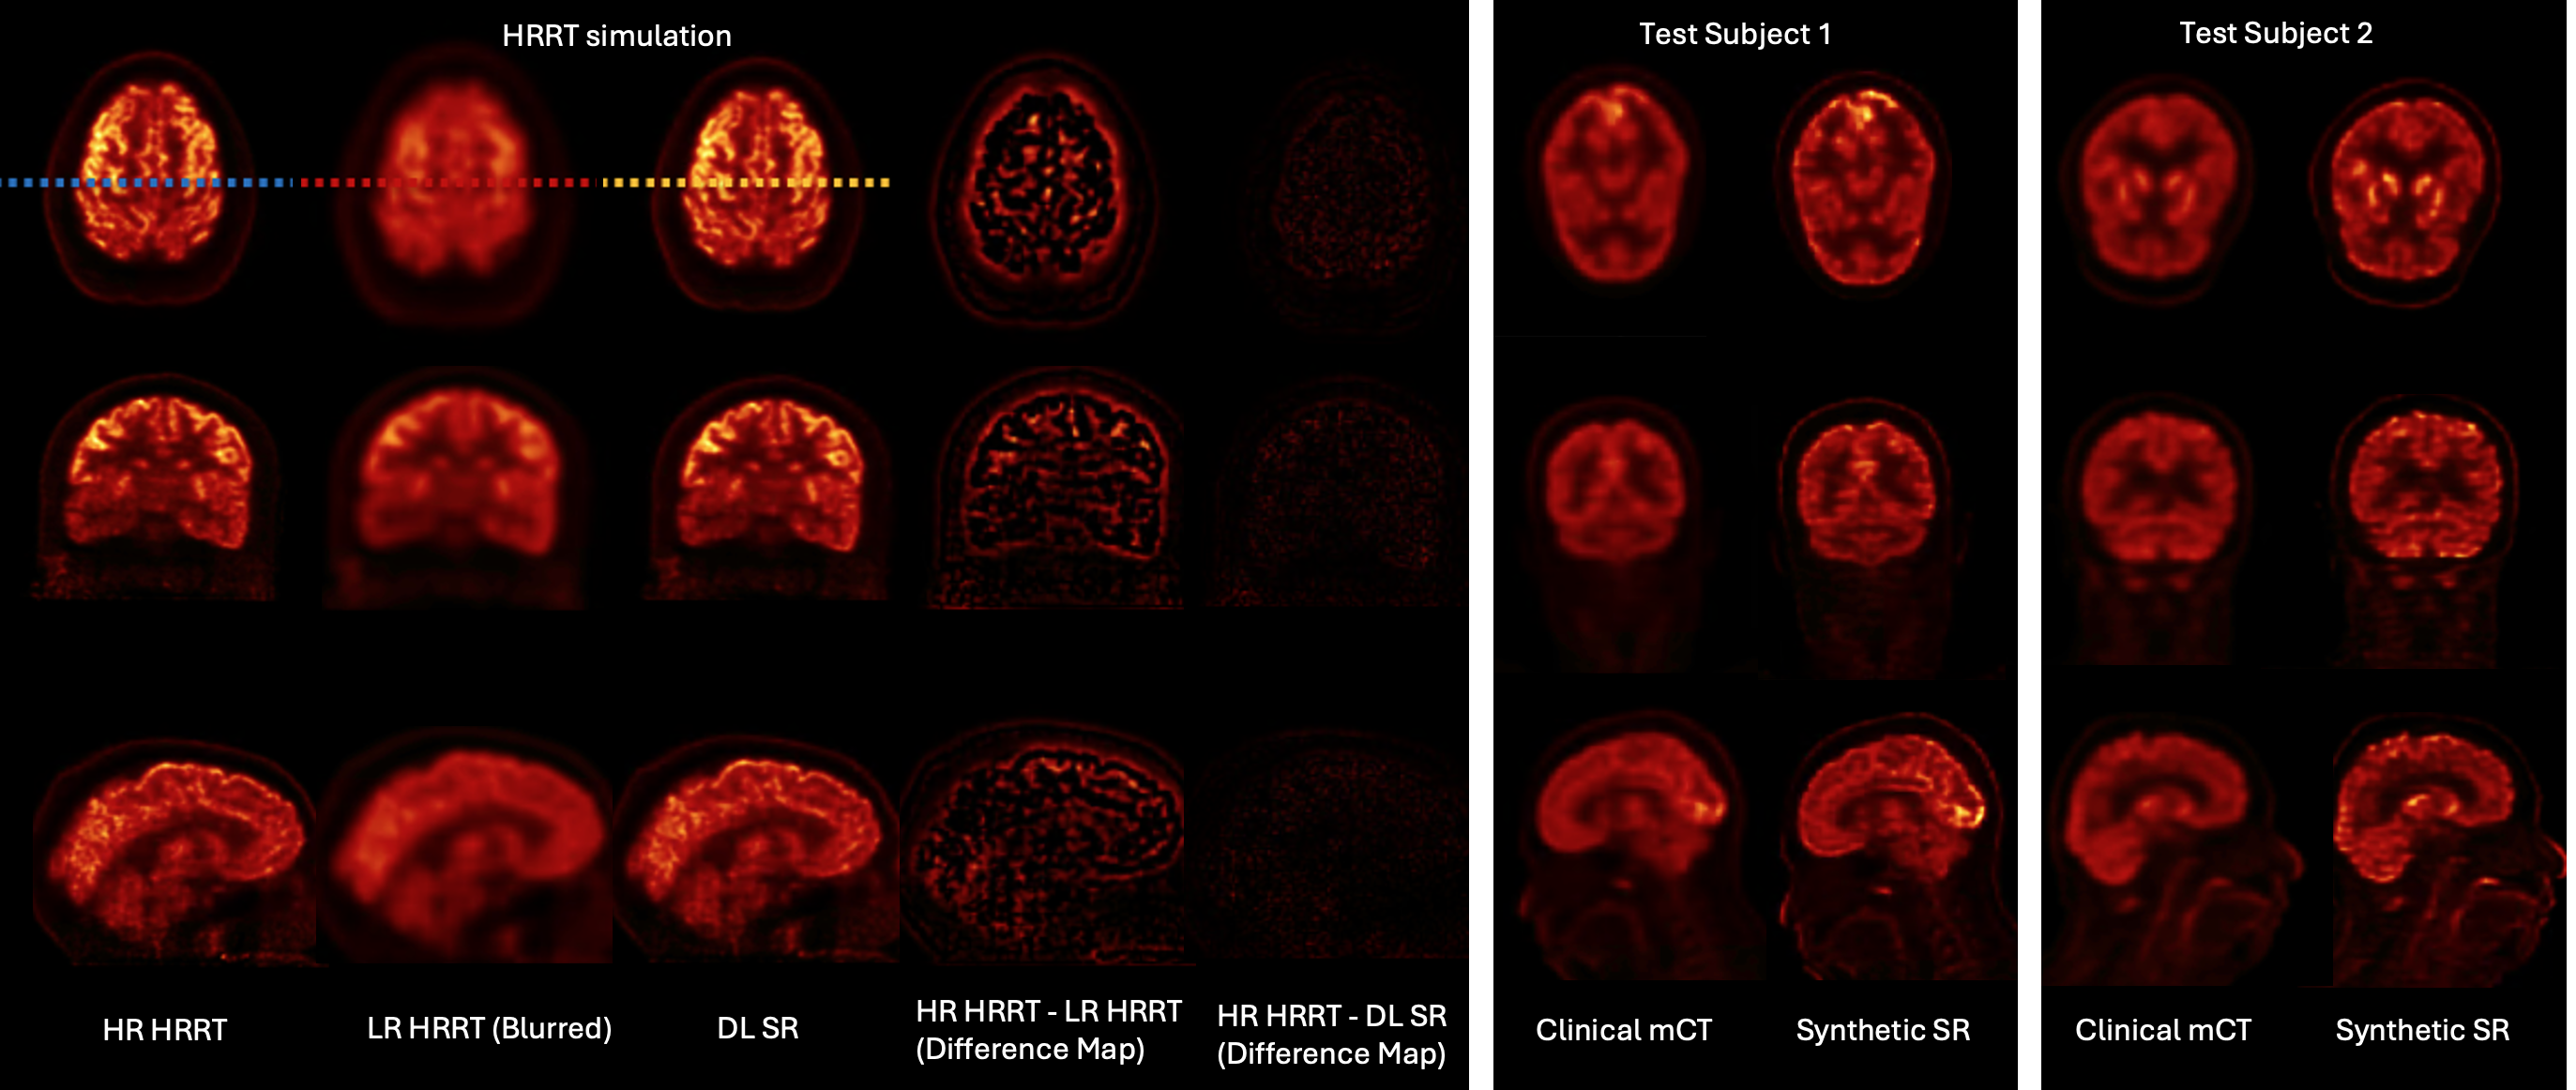 HRRT simulation
Test Subject 1
Test Subject 2
HR HRRT
LR HRRT (Blurred)
DL SR
HR HRRT - LR HRRT
(Difference Map)
HR HRRT - DL SR
(Difference Map)
Clinical mCT
Synthetic SR
Clinical mCT
Synthetic SR